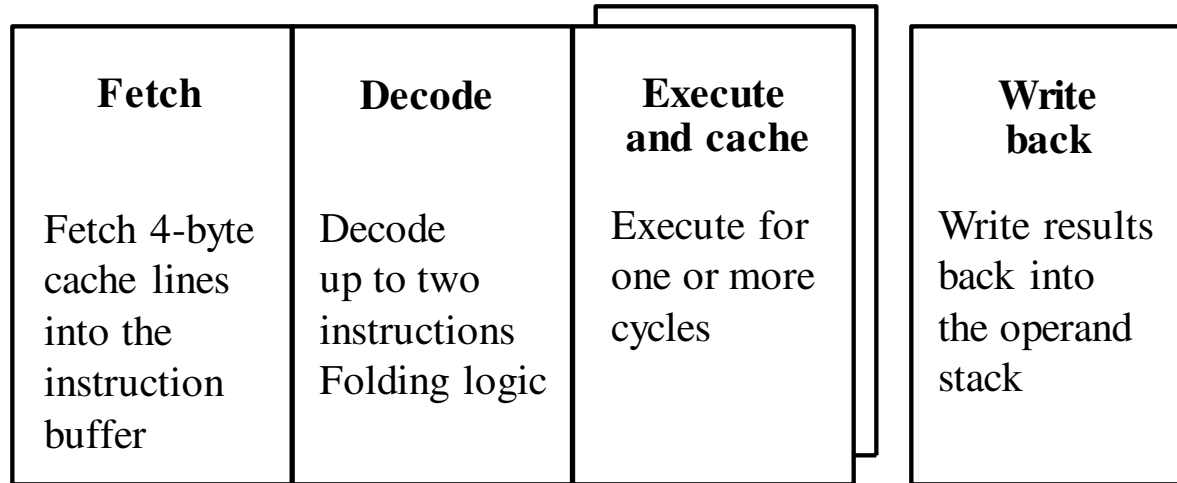 Fetch
Fetch 4-byte
cache lines
into the
instruction
buffer
Decode
Decode
up to two
instructions
Folding logic
Execute
and cache
Execute for
one or more
cycles
Write
back
Write results
back into
the operand
stack